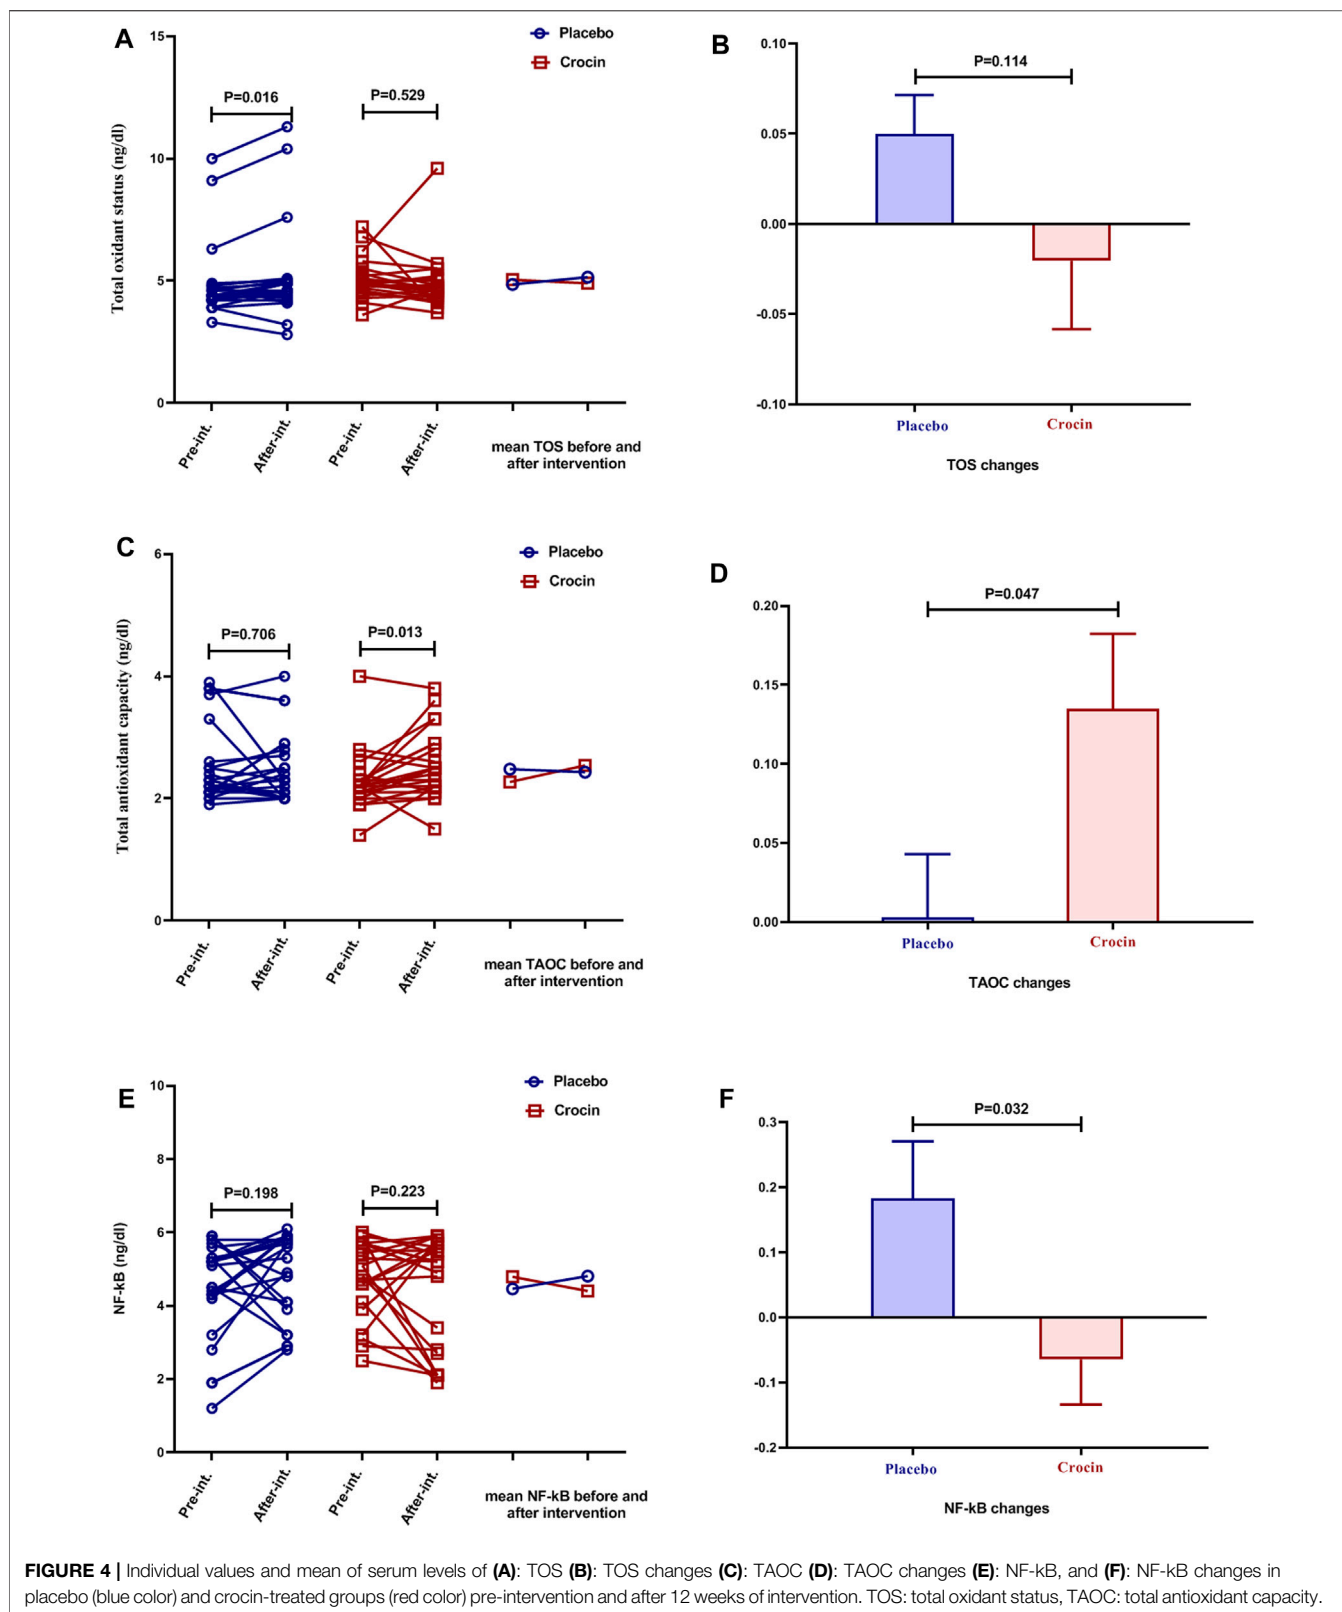 A
Placebo
Crocin
15
10
5
0
Total oxidant status (ng/dl)
P=0.016
P=0.529
Pre-int.
After-int.
Pre-int.
After-int.
mean TOS before and
after intervention
B
0.10
0.05
0.00
-0.05
-0.10
P=0.114
Placebo
Crocin
TOS changes
C
Placebo
Crocin
6
4
2
0
Total antioxidant capacity (ng/dl)
P=0.706
P=0.013
Pre-int.
After-int.
Pre-int.
After-int.
mean TAOC before and
after intervention
D
0.20
0.15
0.10
0.05
0.00
P=0.047
Placebo
Crocin
TAOC changes
E
Placebo
Crocin
10
8
6
4
2
0
NF-kB (ng/dl)
P=0.198
P=0.223
Pre-int.
After-int.
Pre-int.
After-int.
mean NF-kB before and
after intervention
F
0.3
0.2
0.1
0.0
-0.1
-0.2
P=0.032
Placebo
Crocin
NF-kB changes
FIGURE 4 | Individual values and mean of serum levels of (A): TOS (B): TOS changes (C): TAOC (D): TAOC changes (E): NF-kB, and (F): NF-kB changes in
placebo (blue color) and crocin-treated groups (red color) pre-intervention and after 12 weeks of intervention. TOS: total oxidant status, TAOC: total antioxidant capacity.